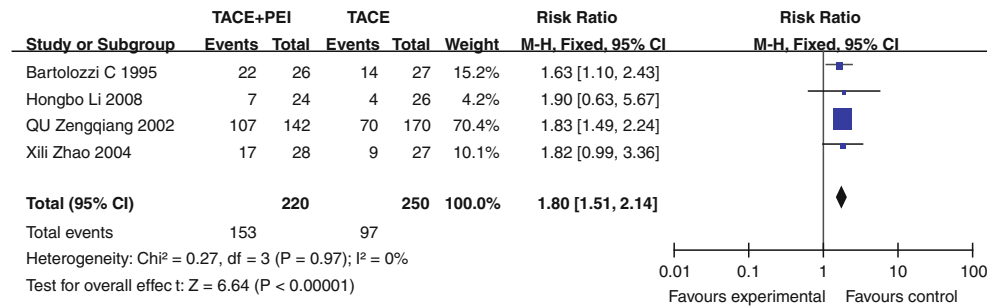 TACE+PEI TACE Risk Ratio Risk Ratio
Study or Subgroup Events Total Events Total Weight M-H, Fixed, 95% CI M-H, Fixed, 95% CI
Bartolozzi C 1995 22 26 14 27 15.2% 1.63 [1.10, 2.43]
Hongbo Li 2008 7 24 4 26 4.2% 1.90 [0.63, 5.67]
QU Zengqiang 2002 107 142 70 170 70.4% 1.83 [1.49, 2.24]
Xili Zhao 2004 17 28 9 27 10.1% 1.82 [0.99, 3.36]
Total (95% CI) 220 250 100.0% 1.80 [1.51, 2.14]
Total events 153 97
Heterogeneity: Chi² = 0.27, df = 3 (P = 0.97); I² = 0%
Test for overall effec t: Z = 6.64 (P < 0.00001)
0.01 0.1 1 10 100
Favours experimental Favours control